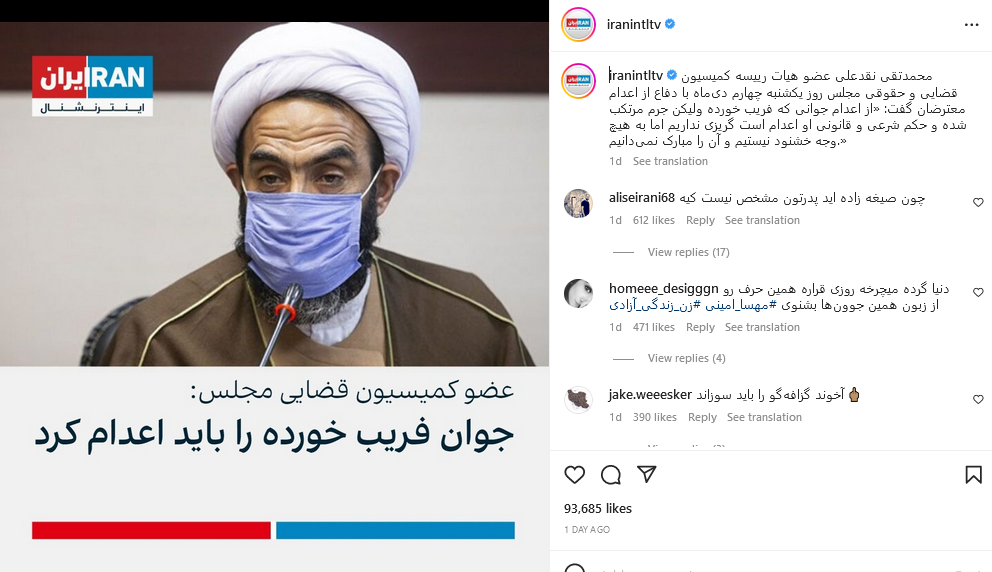 ایران IRAN
اینترنشنال
عضو کمیسیون قضایی مجلس:
جوان فریب خورده را باید اعدام کرد
iranintltv
iranintltv محمدتقی نقدعلی عضو هیات رییسه کمیسیون
قضایی و حقوقی مجلس روز یکشنبه چهارم دی‌ماه با دفاع از اعدام
معترضان گفت: «از اعدام جوانی که فریب خورده ولیکن جرم مرتکب
شده و حکم شرعی و قانونی او اعدام است گریزی نداریم اما به هیچ
وجه خشنود نیستیم و آن را مبارک نمی‌دانیم.»
1d See translation
aliseirani68 چون صیغه زاده اید پدرتون مشخص نیست کیه
1d 612 likes Reply See translation
View replies (17)
homeee_desigggn دنیا گرده میچرخه روزی قراره همین حرف رو
از زبون همین جوون‌ها بشنوی #مهسا_امینی #زن_زندگی_آزادی
1d 471 likes Reply See translation
View replies (4)
jake.weeesker آخوند گزافه‌گو را باید سوزاند 🖕🏾
1d 390 likes Reply See translation
93,685 likes
1 DAY AGO